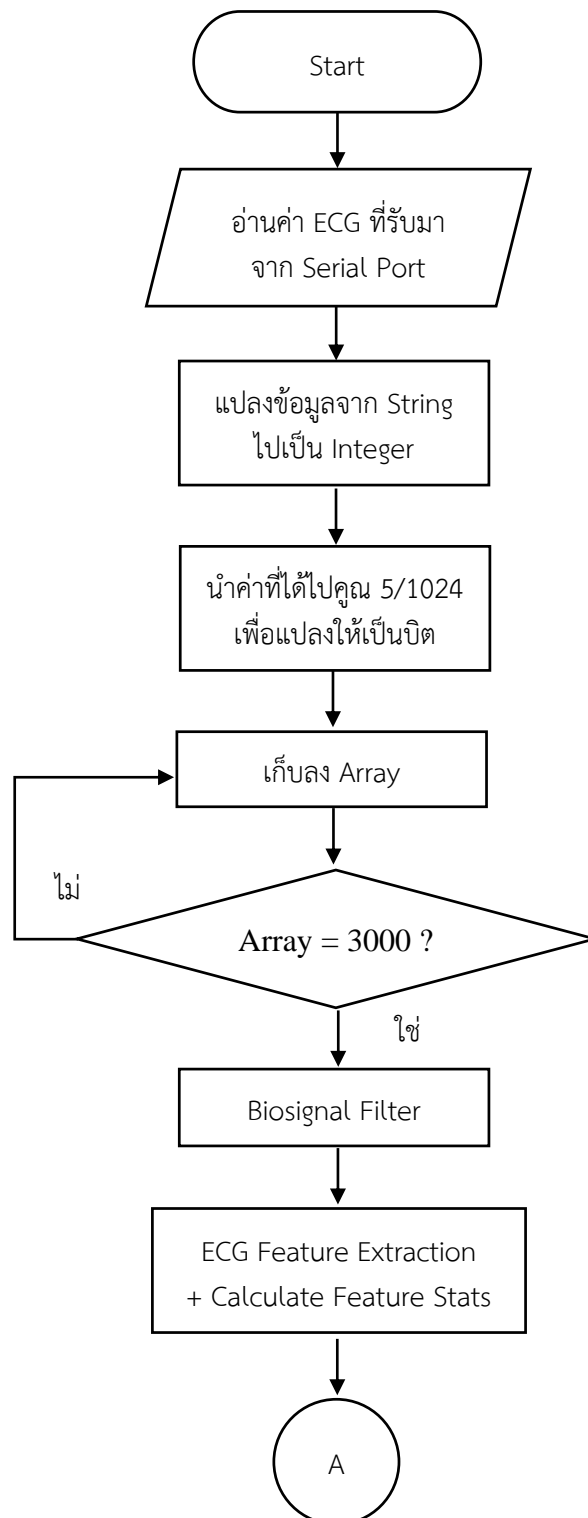 Start
อ่านค่า ECG ที่รับมา
จาก Serial Port
แปลงข้อมูลจาก String
ไปเป็น Integer
นำค่าที่ได้ไปคูณ 5/1024
เพื่อแปลงให้เป็นบิต
เก็บลง Array
ไม่
Array = 3000 ?
ใช่
Biosignal Filter
ECG Feature Extraction
+ Calculate Feature Stats
A